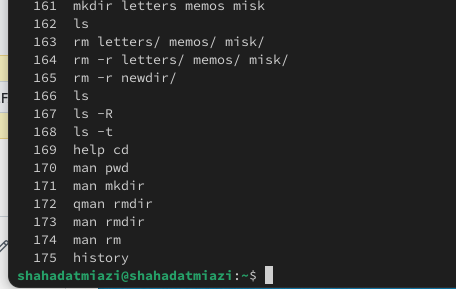 161 mkdir letters memos misk
162 ls
163 rm letters/ memos/ misk/
164 rm -r letters/ memos/ misk/
165 rm -r newdir/
166 ls
167 ls -R
168 ls -t
169 help cd
170 man pwd
171 man mkdir
172 qman rmdir
173 man rmdir
174 man rm
175 history
shahadatmiazi@shahadatmiazi:~$